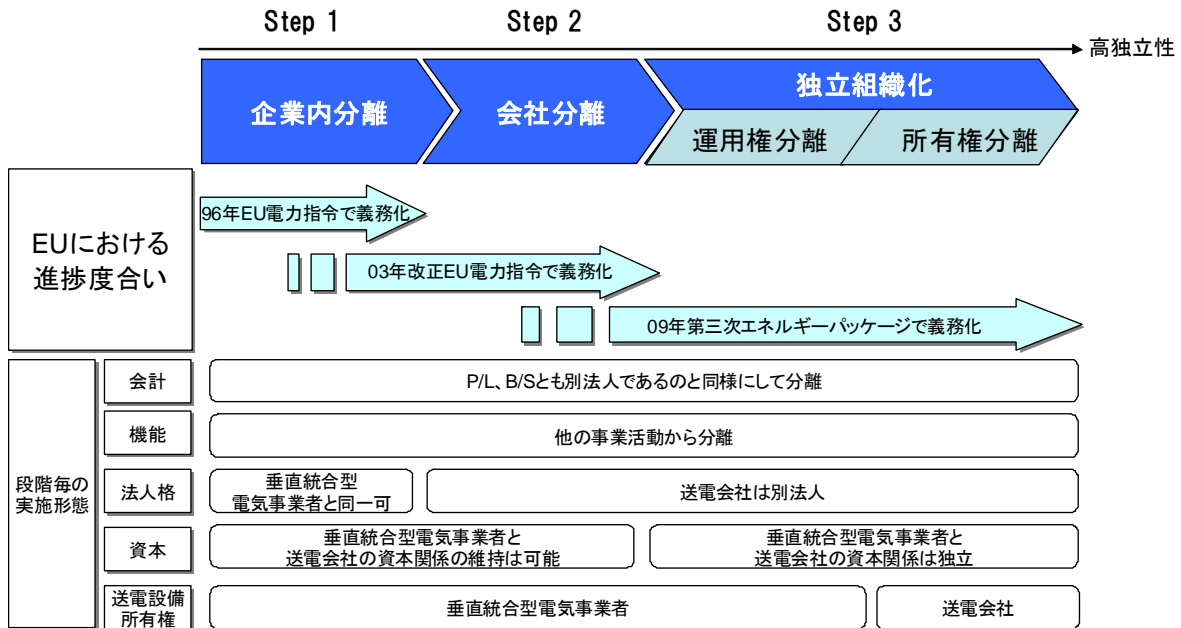 Step 1
Step 2
Step 3
高独立性
企業内分離
会社分離
独立組織化
運用権分離
所有権分離
EUにおける
進捗度合い
96年EU電力指令で義務化
03年改正EU電力指令で義務化
09年第三次エネルギーパッケージで義務化
段階毎の
実施形態
会計
P/L、B/Sとも別法人であるのと同様にして分離
機能
他の事業活動から分離
法人格
垂直統合型
電気事業者と同一可
送電会社は別法人
資本
垂直統合型電気事業者と
送電会社の資本関係の維持は可能
垂直統合型電気事業者と
送電会社の資本関係は独立
送電設備
所有権
垂直統合型電気事業者
送電会社